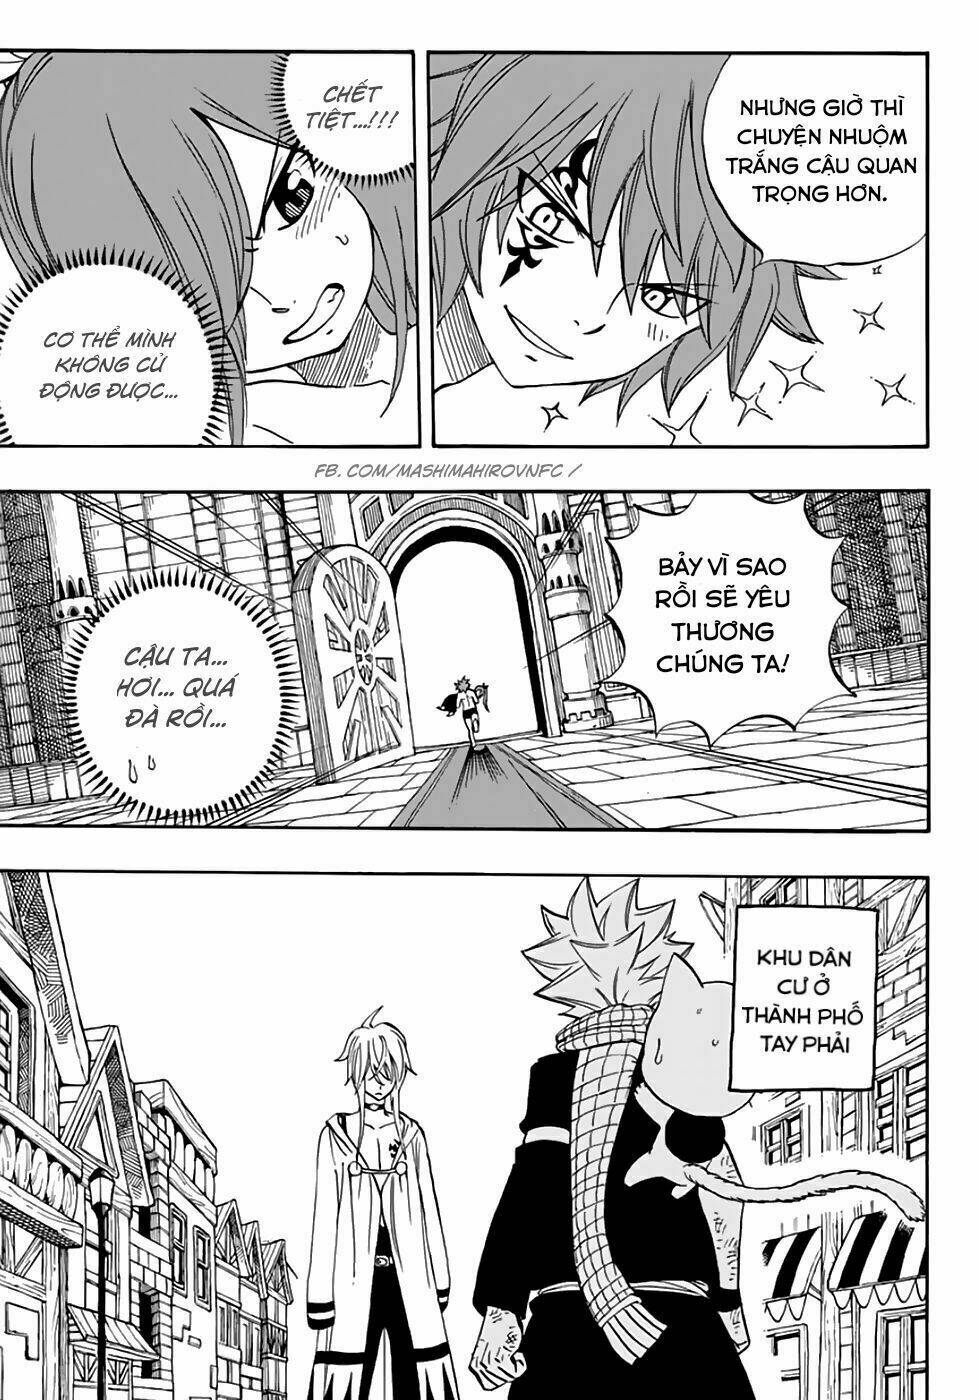 NHƯNG GIỜ THÌ
CHUYỆN NHUỘM
TRẮNG CẬU QUAN
TRỌNG HƠN.
CHẾT
TIỆT...!!!
CƠ THỂ MÌNH
KHÔNG CỬ
ĐỘNG ĐƯỢC...
FB. COM/MASHIMAHIROVNFC /
BẢY VÌ SAO
RỒI SẼ YÊU
THƯƠNG
CHÚNG TA!
CẬU TA...
HƠI... QUÁ
ĐÀ RỒI...
KHU DÂN
CƯ Ở
THÀNH PHỐ
TAY PHẢI